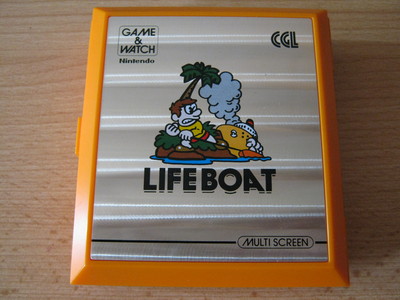 GAME
&
WATCH
Nintendo
CGL
LIFEBOAT
MULTI SCREEN